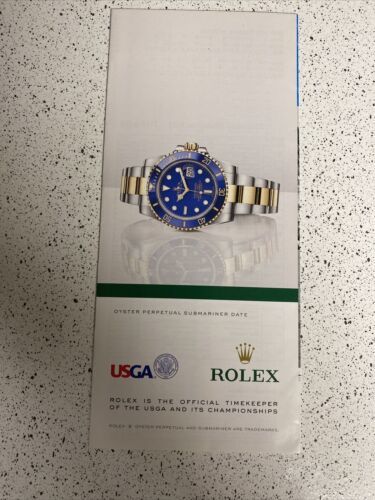 OYSTER PERPETUAL SUBMARINER DATE
USGA
ROLEX
ROLEX IS THE OFFICIAL TIMEKEEPER
OF THE USGA AND ITS CHAMPIONSHIPS
ROLEX ® OYSTER PERPETUAL AND SUBMARINER ARE TRADEMARKS.